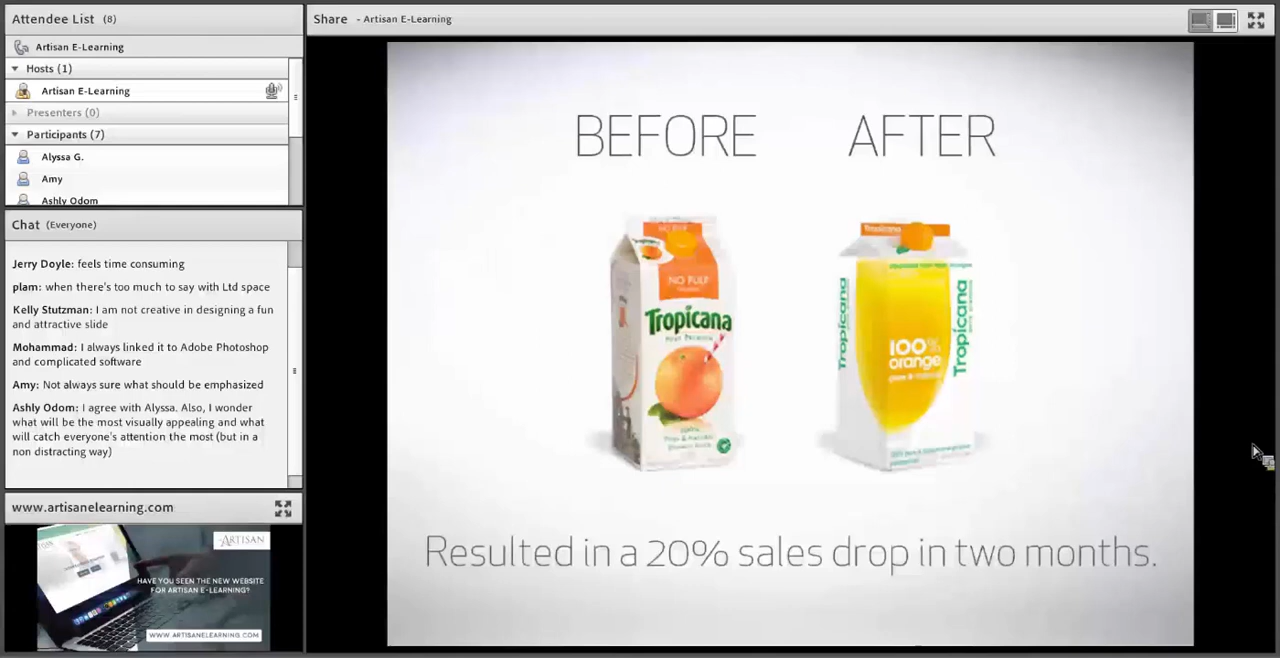 Attendee List (8)
Artisan E-Learning
Hosts (1)
Artisan E-Learning
Presenters (0)
Participants (7)
Alyssa G.
Amy
Ashly Odom
Chat (Everyone)
Jerry Doyle: feels time consuming
plam: when there's too much to say with Ltd space
Kelly Stutzman: I am not creative in designing a fun
and attractive slide
Mohammad: I always linked it to Adobe Photoshop
and complicated software
Amy: Not always sure what should be emphasized
Ashly Odom: I agree with Alyssa. Also, I wonder
what will be the most visually appealing and what
will catch everyone's attention the most (but in a
non distracting way)
www.artisanelearning.com
ARTISAN
HAVE YOU SEEN THE NEW WEBSITE
FOR ARTISAN E-LEARNING?
WWW.ARTISANELEARNING.COM
Share - Artisan E-Learning
BEFORE AFTER
NO PULP
Tropicana
Tropicana
Tropicana
100%
orange
Tropicana
Resulted in a 20% sales drop in two months.